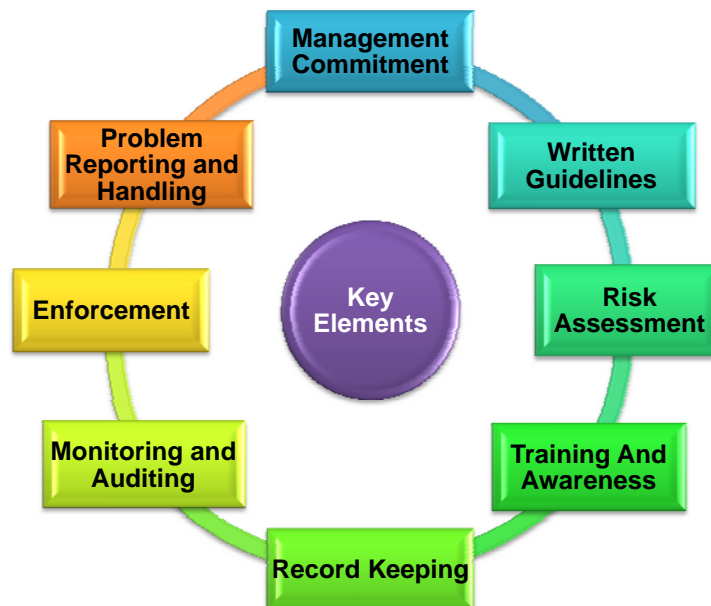 Management
Commitment
Written
Guidelines
Risk
Assessment
Training And
Awareness
Record Keeping
Monitoring and
Auditing
Enforcement
Problem
Reporting and
Handling
Key
Elements